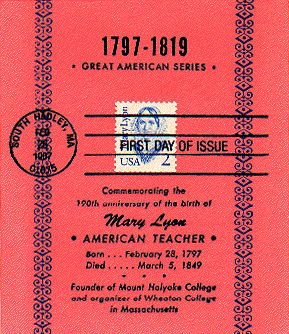 1797-1819
• GREAT AMERICAN SERIES •
SOUTH HADLEY, MA
FEB
28
1987
01075
Mary Lyon
FIRST DAY OF ISSUE
USA 2
Commemorating the
190th anniversary of the birth of
Mary Lyon
• AMERICAN TEACHER •
Born . . . February 28, 1797
Died . . . . . March 5, 1849
• • •
Founder of Mount Holyoke College
and organizer of Wheaton College
in Massachusetts